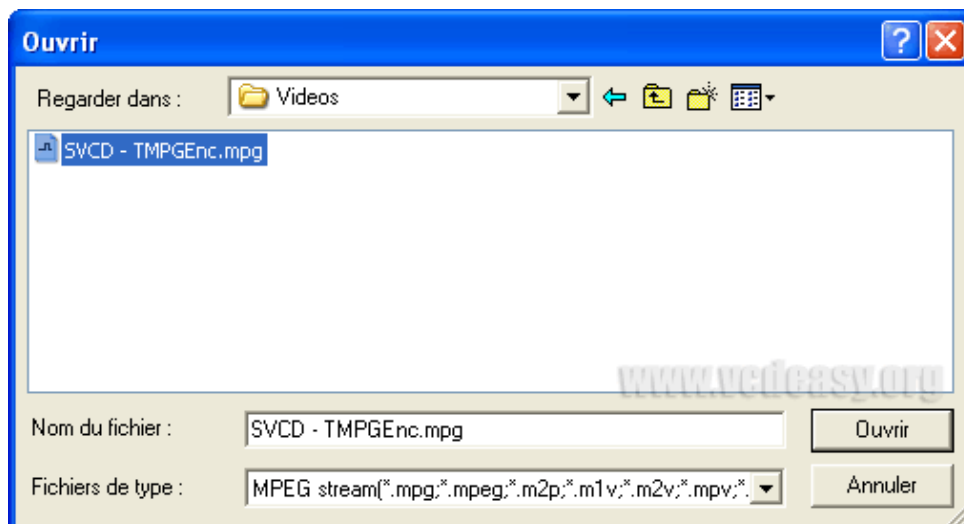 Ouvrir
Regarder dans :
Videos
SVCD - TMPGEnc.mpg
www.vcdeasy.org
Nom du fichier :
SVCD - TMPGEnc.mpg
Ouvrir
Fichiers de type :
MPEG stream(*.mpg;*.mpeg;*.m2p;*.m1v;*.m2v;*.mpv;*.
Annuler